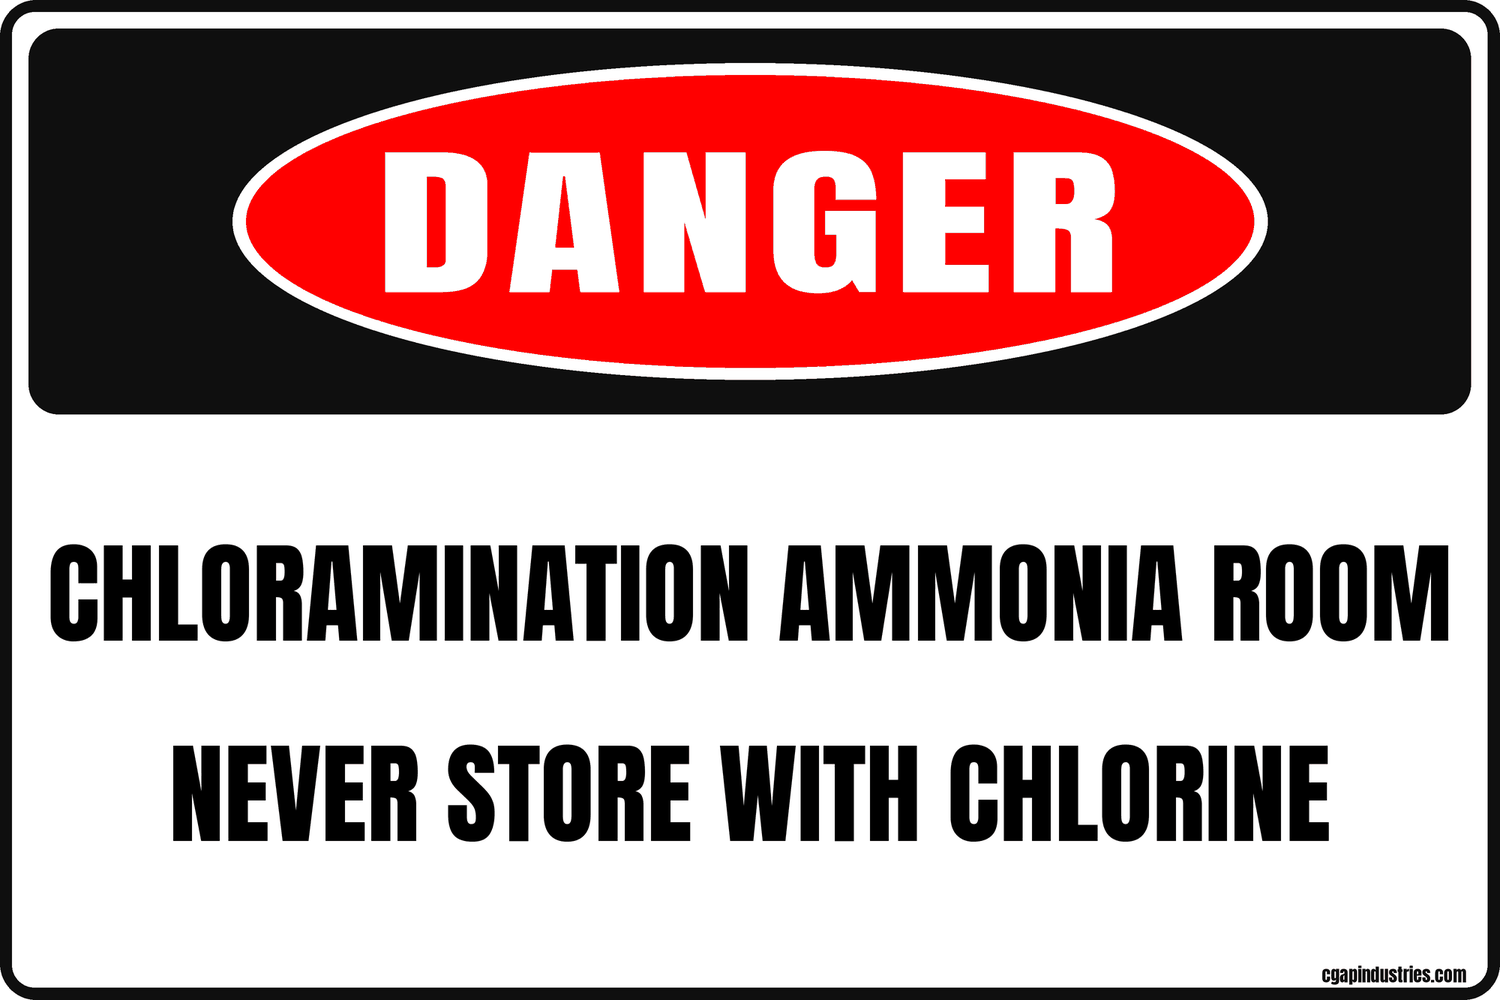 DANGER
CHLORAMINATION AMMONIA ROOM
NEVER STORE WITH CHLORINE
cgapindustries.com